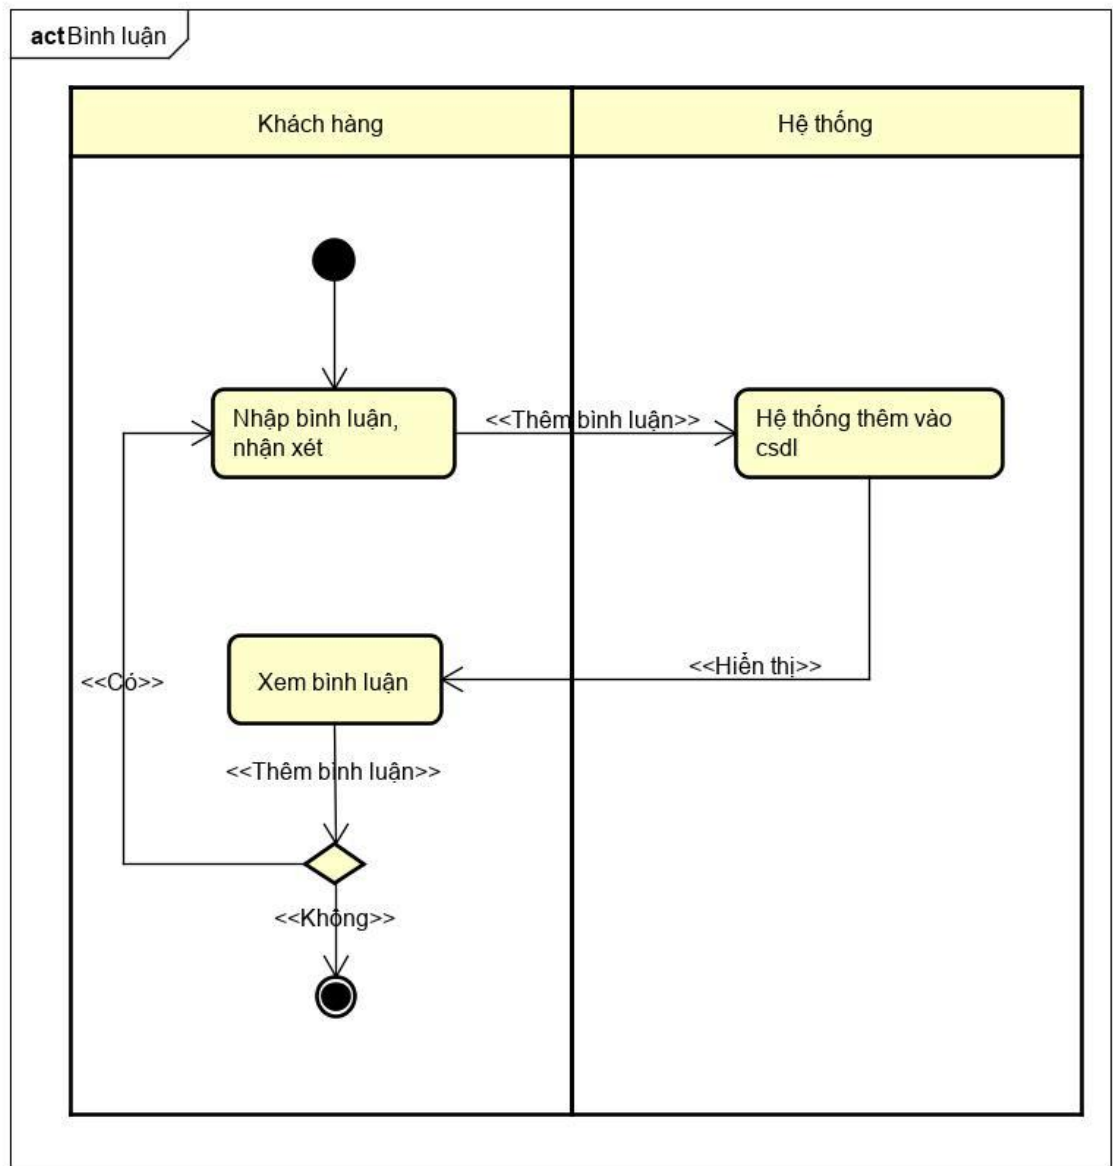 act Bình luận
Khách hàng
Hệ thống
Nhập bình luận,
nhận xét
<<Thêm bình luận>>
Hệ thống thêm vào
csdl
<<Hiển thị>>
Xem bình luận
<<Có>>
<<Thêm bình luận>>
<<Không>>